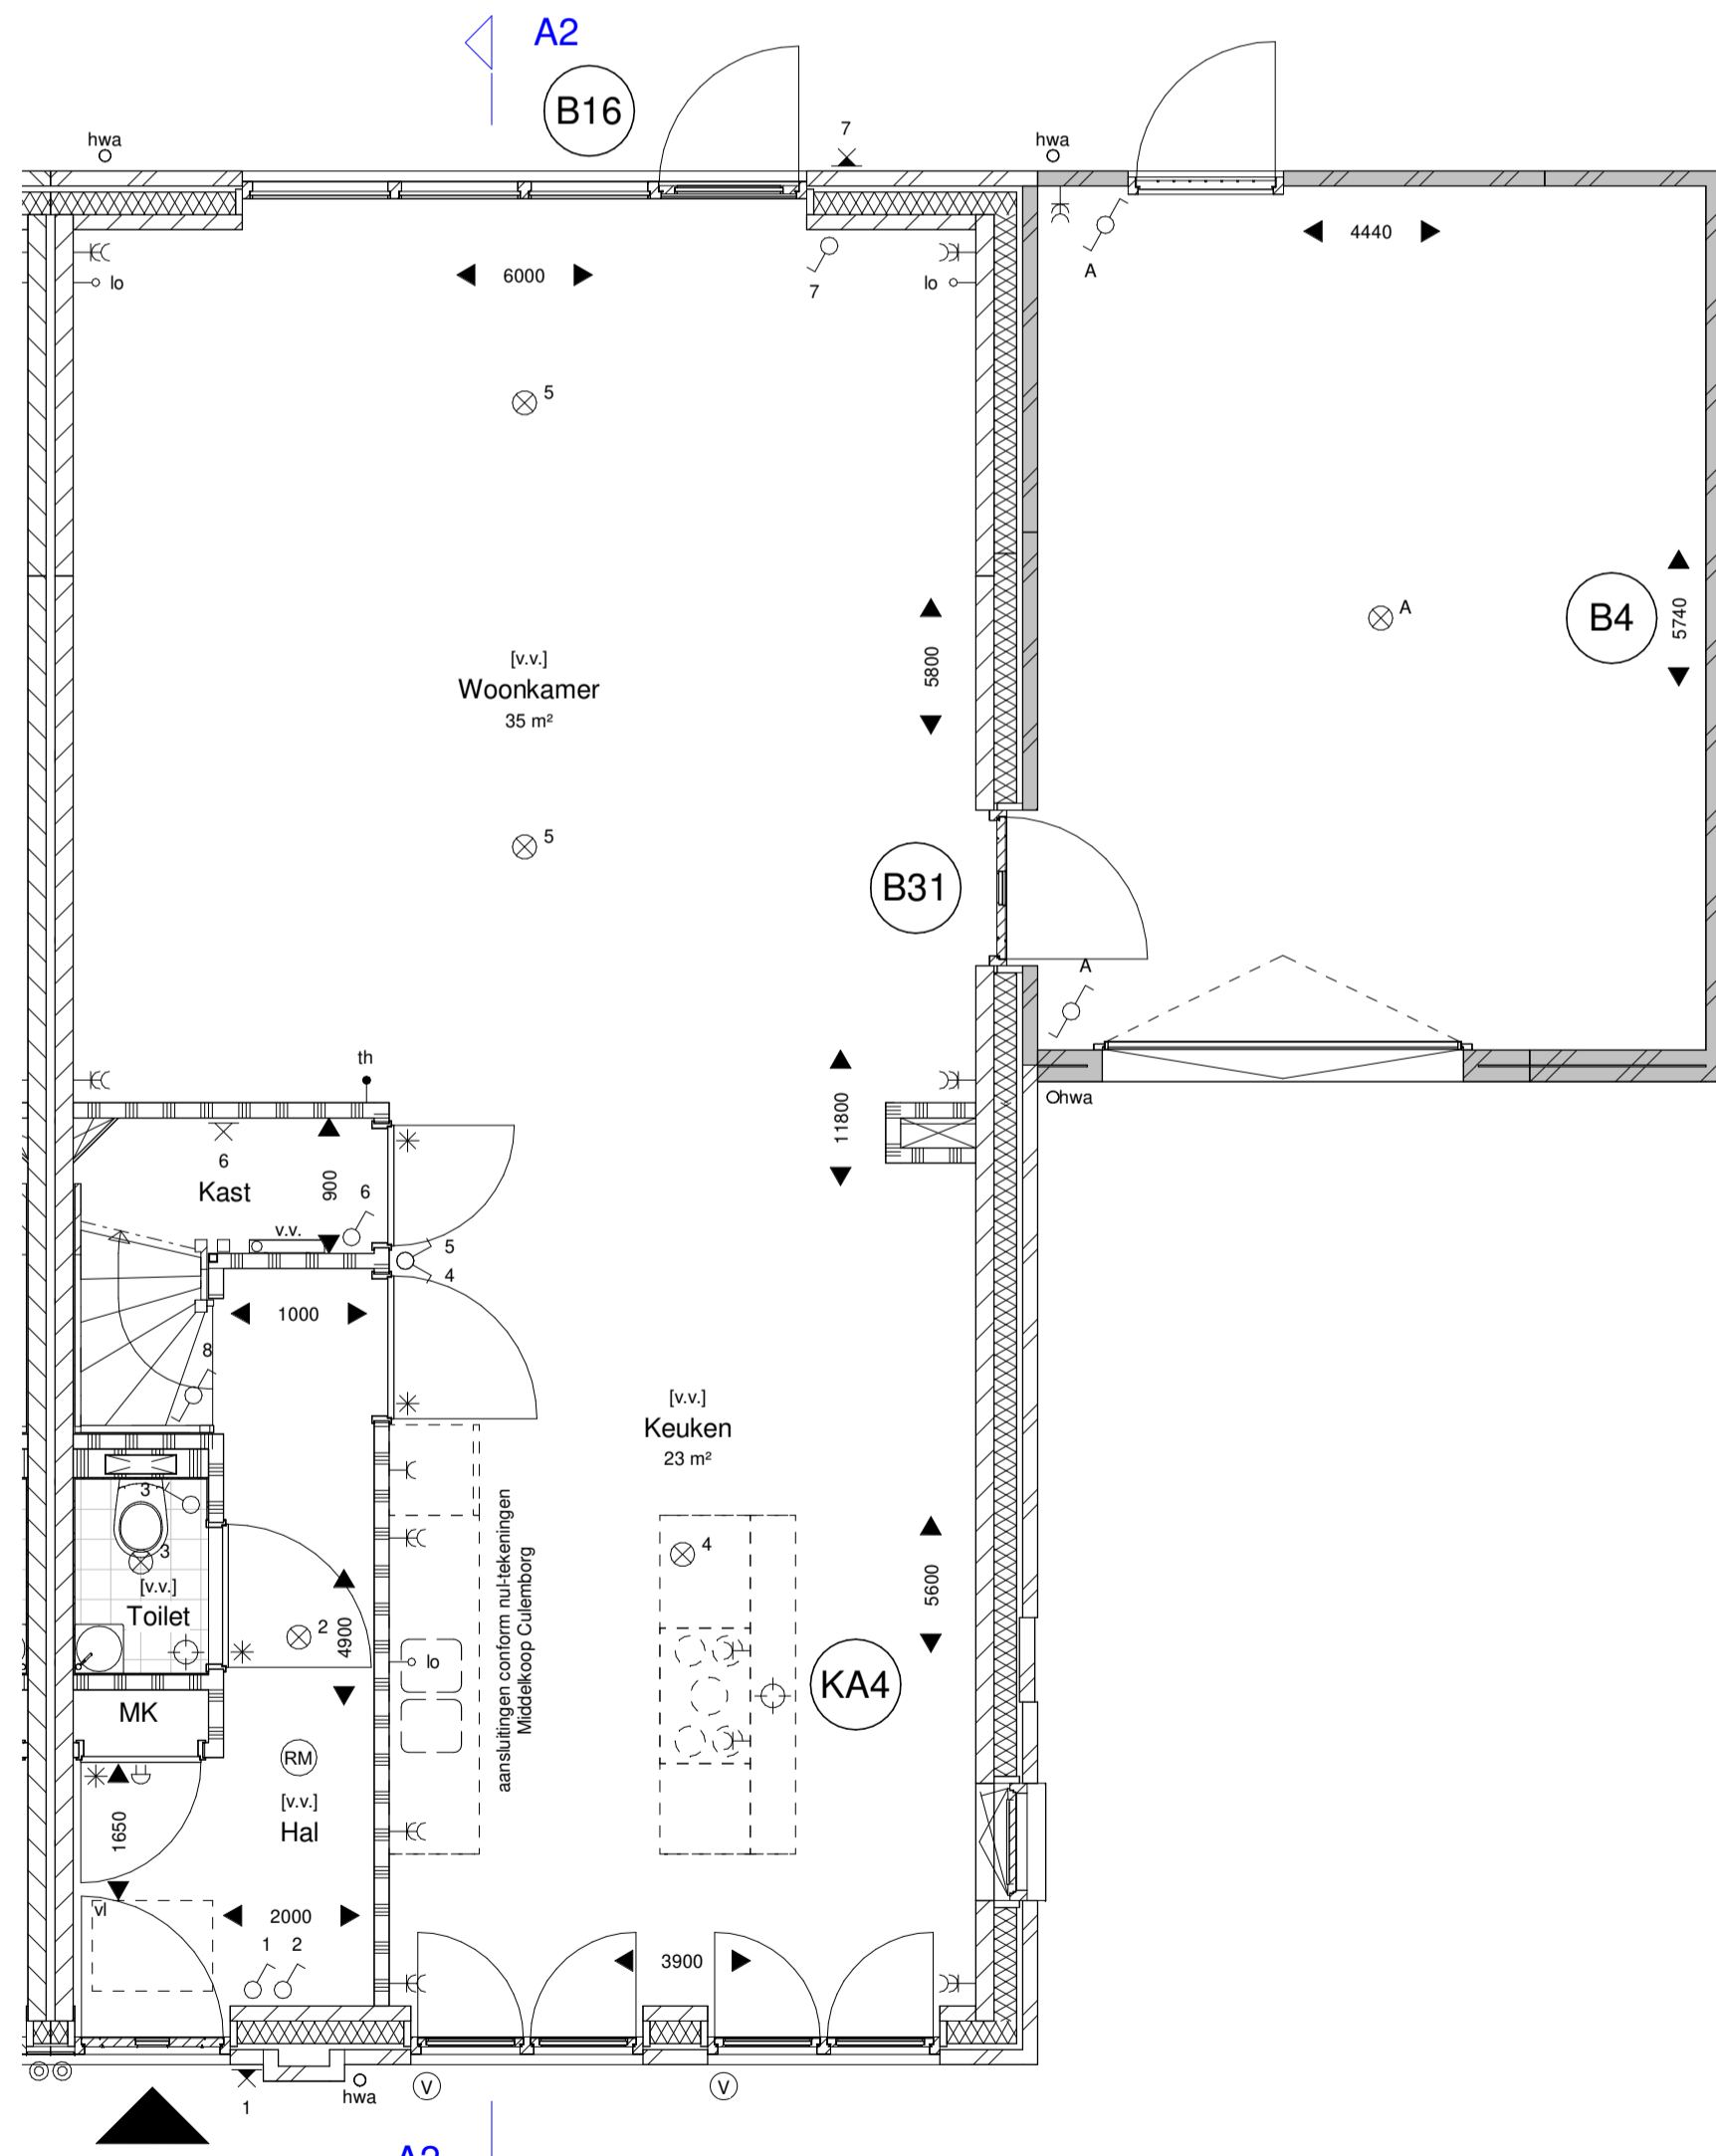 A2
B16
7
hwa
hwa
4440
A
6000
lo
7
lo
5
A
B4
5740
5800
[v.v.]
Woonkamer
35 m²
5
B31
A
th
hwa
11800
6
Kast
900
6
v.v.
5
4
1000
8
[v.v.]
Keuken
23 m²
3
3
[v.v.]
Toilet
4
aansluitingen conform nul-tekeningen
Middelkoop Culemborg
5600
2
4900
lo
KA4
MK
RM
[v.v.]
Hal
1650
vl
2000
1
2
3900
V
V
hwa
1
A2